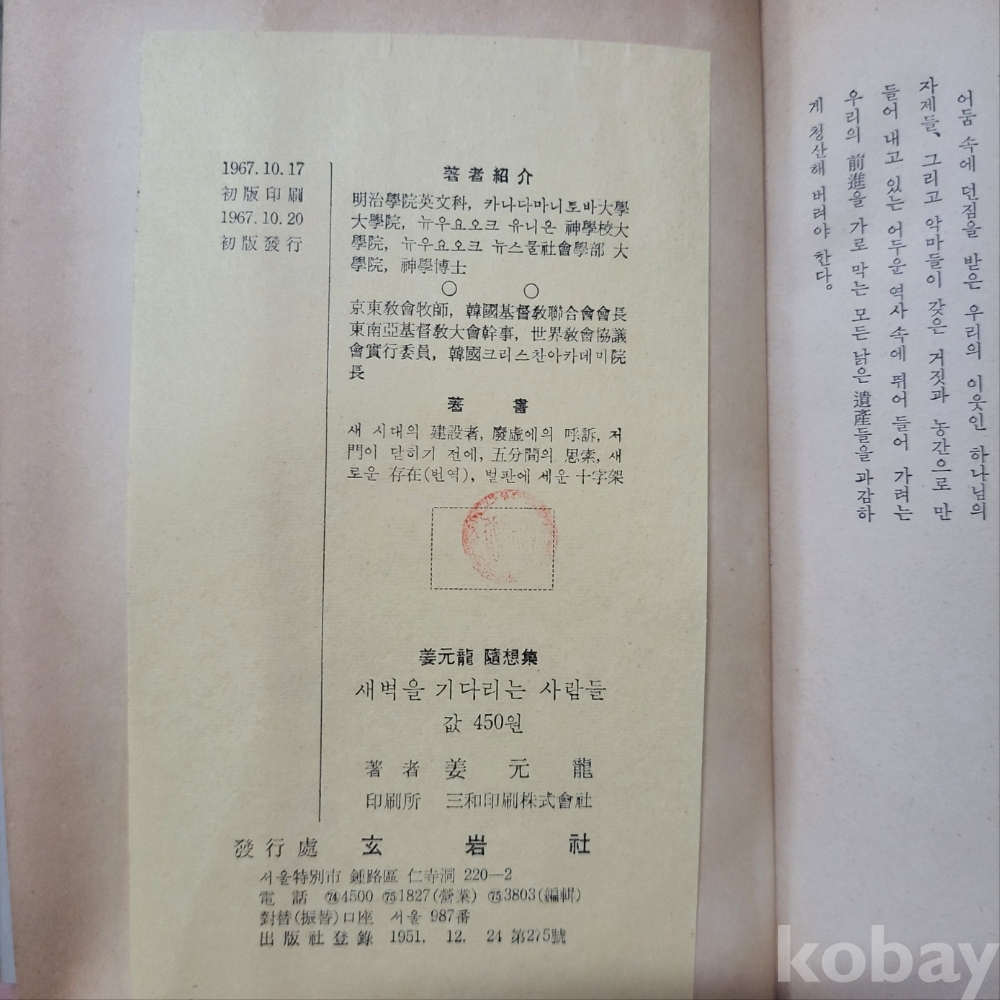 1967.10.17
初版印刷
1967.10.20
初版發行
著者紹介
明治學院英文科, 카나다마니토바大學
大學院, 뉴우요오크 유니온 神學校大
學院, 뉴우요오크 뉴스쿨社會學部 大
學院, 神學博士
○ ○
京東敎會牧師, 韓國基督敎聯合會會長
東南亞基督敎大會幹事, 世界敎會協議
會實行委員, 韓國크리스챤아카데미院
長
著 書
새 시대의 建設者, 廢虛에의 呼訴, 저
門이 닫히기 전에, 五分間의 思索, 새
로운 存在(번역), 벌판에 세운 十字架
姜元龍 隨想集
새벽을 기다리는 사람들
값 450원
著 者 姜 元 龍
印刷所 三和印刷株式會社
發行處 玄 岩 社
서울特別市 鍾路區 仁寺洞 220—2
電 話 ㉔4500 ㉕1827(營業) ㉕3803(編輯)
對替(振替)口座 서울 987番
出版社登錄 1951. 12. 24 第275號
어둠 속에 던짐을 받은 우리의 이웃인 하나님의
자제들, 그리고 악마들이 갖은 거짓과 농간으로 만
들어 내고 있는 어두운 역사 속에 뛰어 들어 가려는
우리의 前進을 가로 막는 모든 낡은 遺產들을 과감하
게 청산해 버려야 한다.
kobay